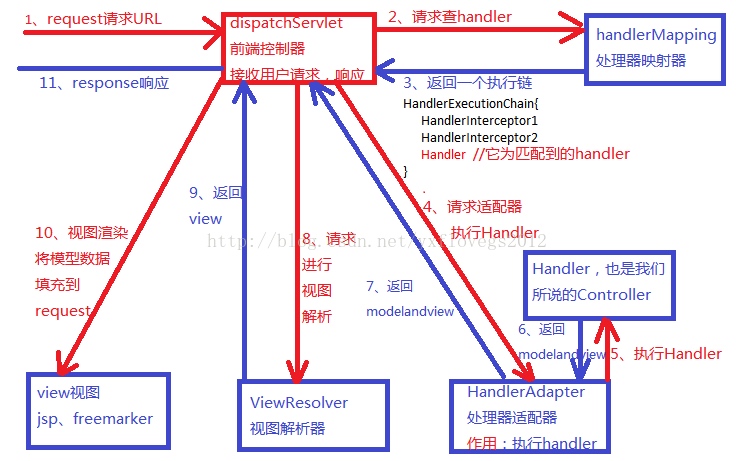 1、request请求URL
dispatchServlet
前端控制器
接收用户请求，响应
2、请求查handler
handlerMapping
处理器映射器
11、response响应
3、返回一个执行链
HandlerExecutionChain{
HandlerInterceptor1
HandlerInterceptor2
Handler //它为匹配到的handler
}
9、返回
view
4、请求适配器
执行Handler
10、视图渲染
将模型数据
填充到
request
8、请求
进行
视图
解析
7、返回
modelandview
Handler，也是我们
所说的Controller
6、返回
modelandview
5、执行Handler
view视图
jsp、freemarker
ViewResolver
视图解析器
HandlerAdapter
处理器适配器
作用：执行handler